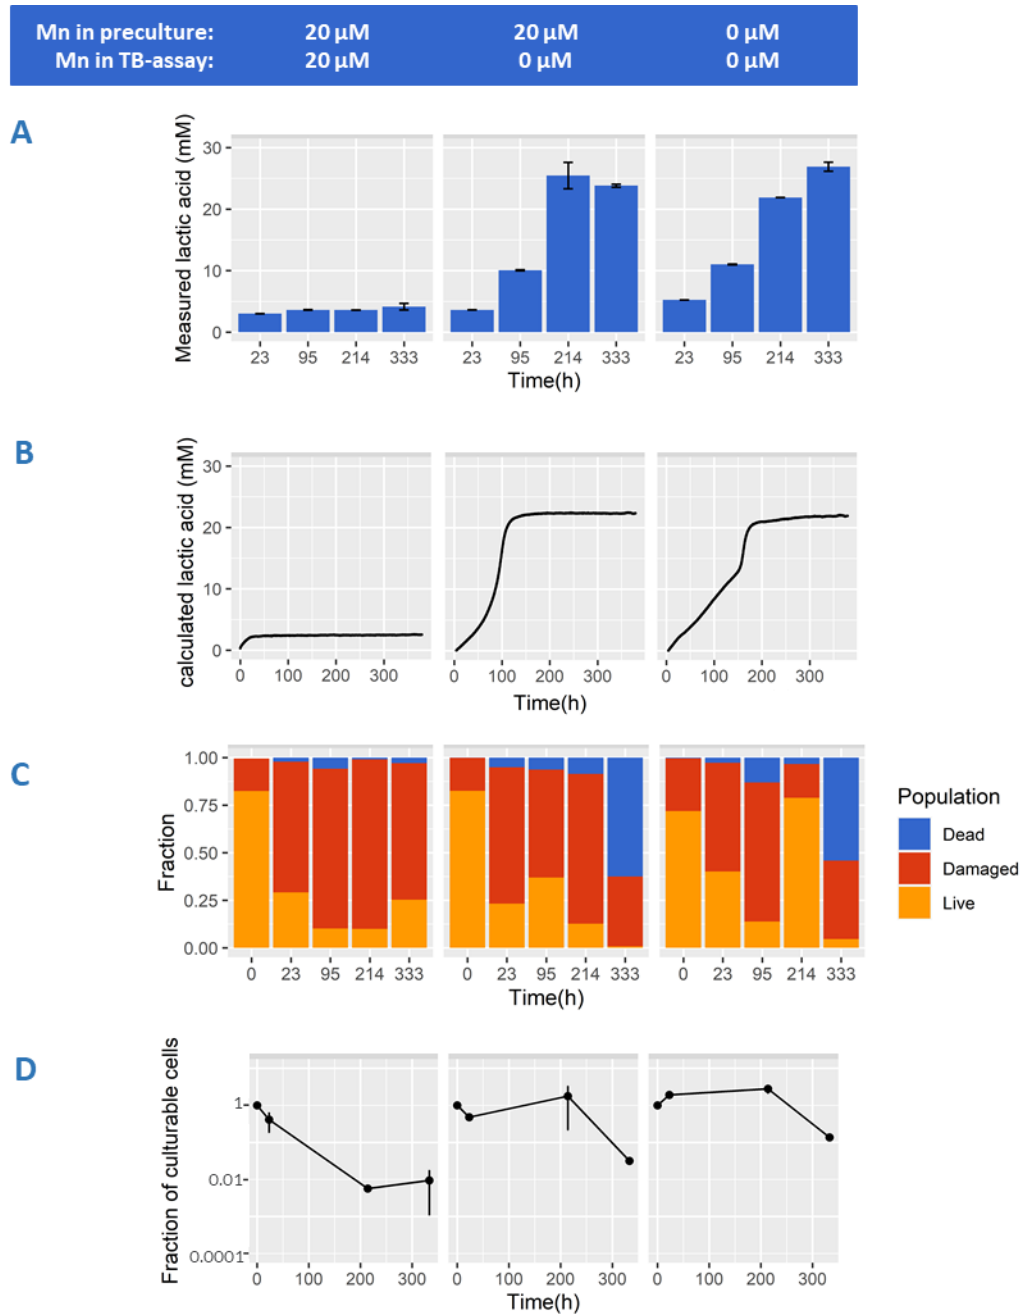 Mn in preculture: 20 µM 20 µM 0 µM
Mn in TB-assay: 20 µM 0 µM 0 µM
A
Measured lactic acid (mM)
30
20
10
0
23 95 214 333 23 95 214 333 23 95 214 333
Time(h)
B
calculated lactic acid (mM)
30
20
10
0
0 100 200 300 0 100 200 300 0 100 200 300
Time(h)
C
Fraction
1.00
0.75
0.50
0.25
0.00
0 23 95 214 333 0 23 95 214 333 0 23 95 214 333
Time(h)
Population
Dead
Damaged
Live
D
Fraction of culturable cells
1
0.01
0.0001
0 100 200 300 0 100 200 300 0 100 200 300
Time(h)